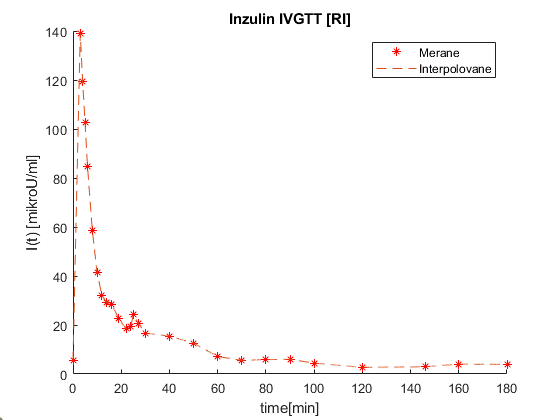 Inzulin IVGTT [RI]
Merane
Interpolovane
I(t) [mikroU/ml]
140
120
100
80
60
40
20
0
0 20 40 60 80 100 120 140 160 180
time[min]